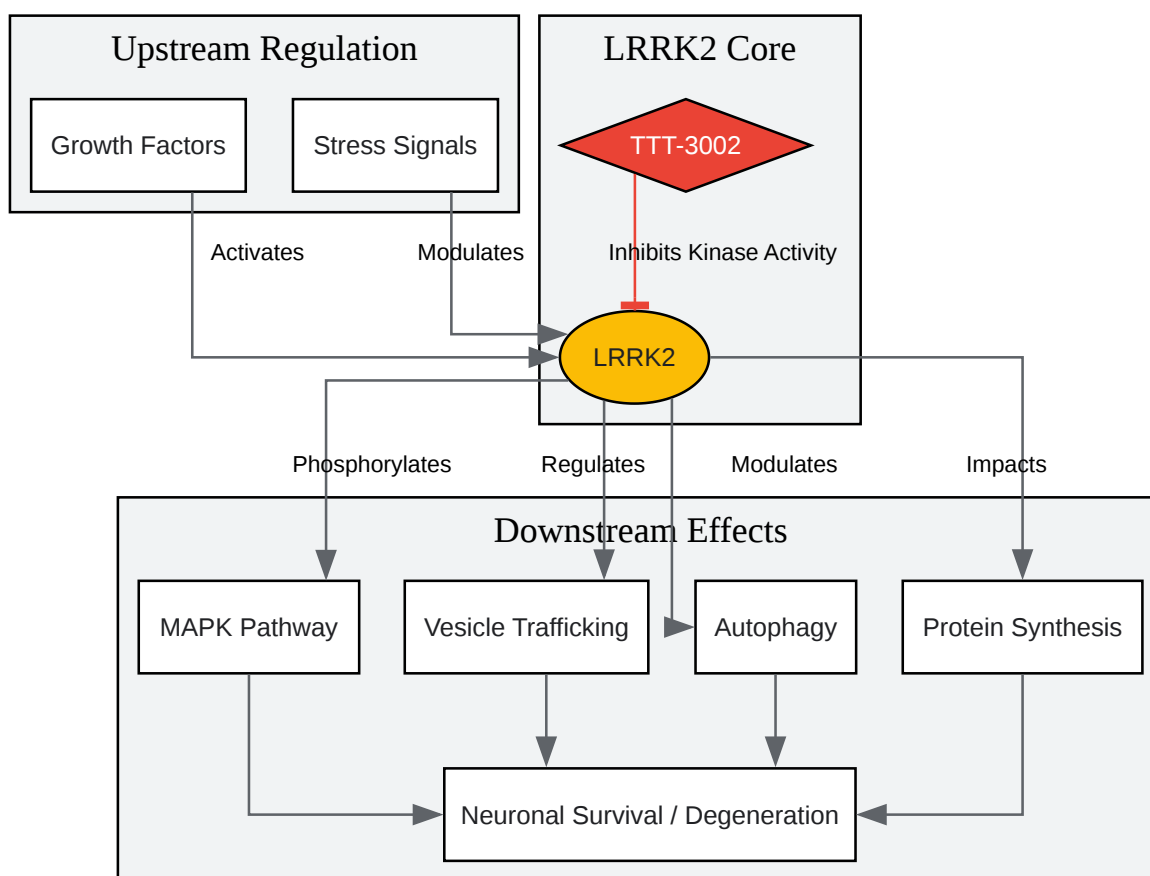 Upstream Regulation
LRRK2 Core
Growth Factors
Stress Signals
TTT-3002
Activates
Modulates
Inhibits Kinase Activity
LRRK2
Phosphorylates
Regulates
Modulates
Impacts
Downstream Effects
MAPK Pathway
Vesicle Trafficking
Autophagy
Protein Synthesis
Neuronal Survival / Degeneration